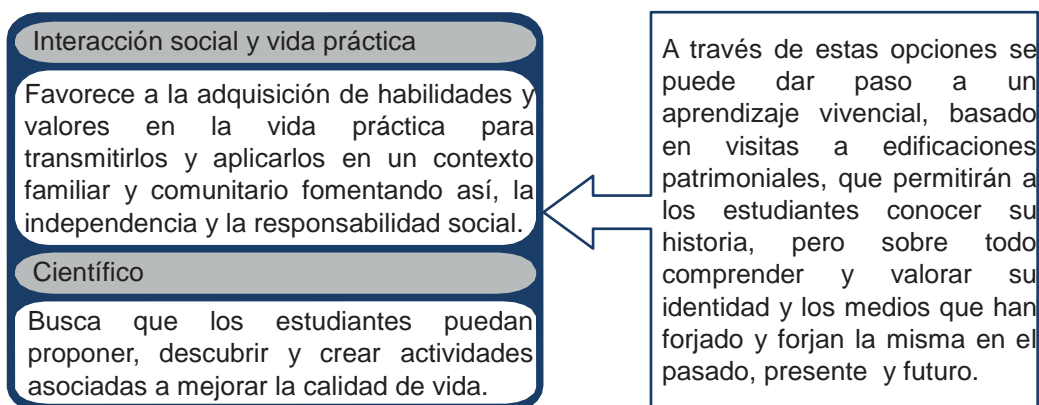 Interacción social y vida práctica
Favorece a la adquisición de habilidades y
valores en la vida práctica para
transmitirlos y aplicarlos en un contexto
familiar y comunitario fomentando así, la
independencia y la responsabilidad social.
Científico
Busca que los estudiantes puedan
proponer, descubrir y crear actividades
asociadas a mejorar la calidad de vida.
A través de estas opciones se
puede dar paso a un
aprendizaje vivencial, basado
en visitas a edificaciones
patrimoniales, que permitirán a
los estudiantes conocer su
historia, pero sobre todo
comprender y valorar su
identidad y los medios que han
forjado y forjan la misma en el
pasado, presente y futuro.